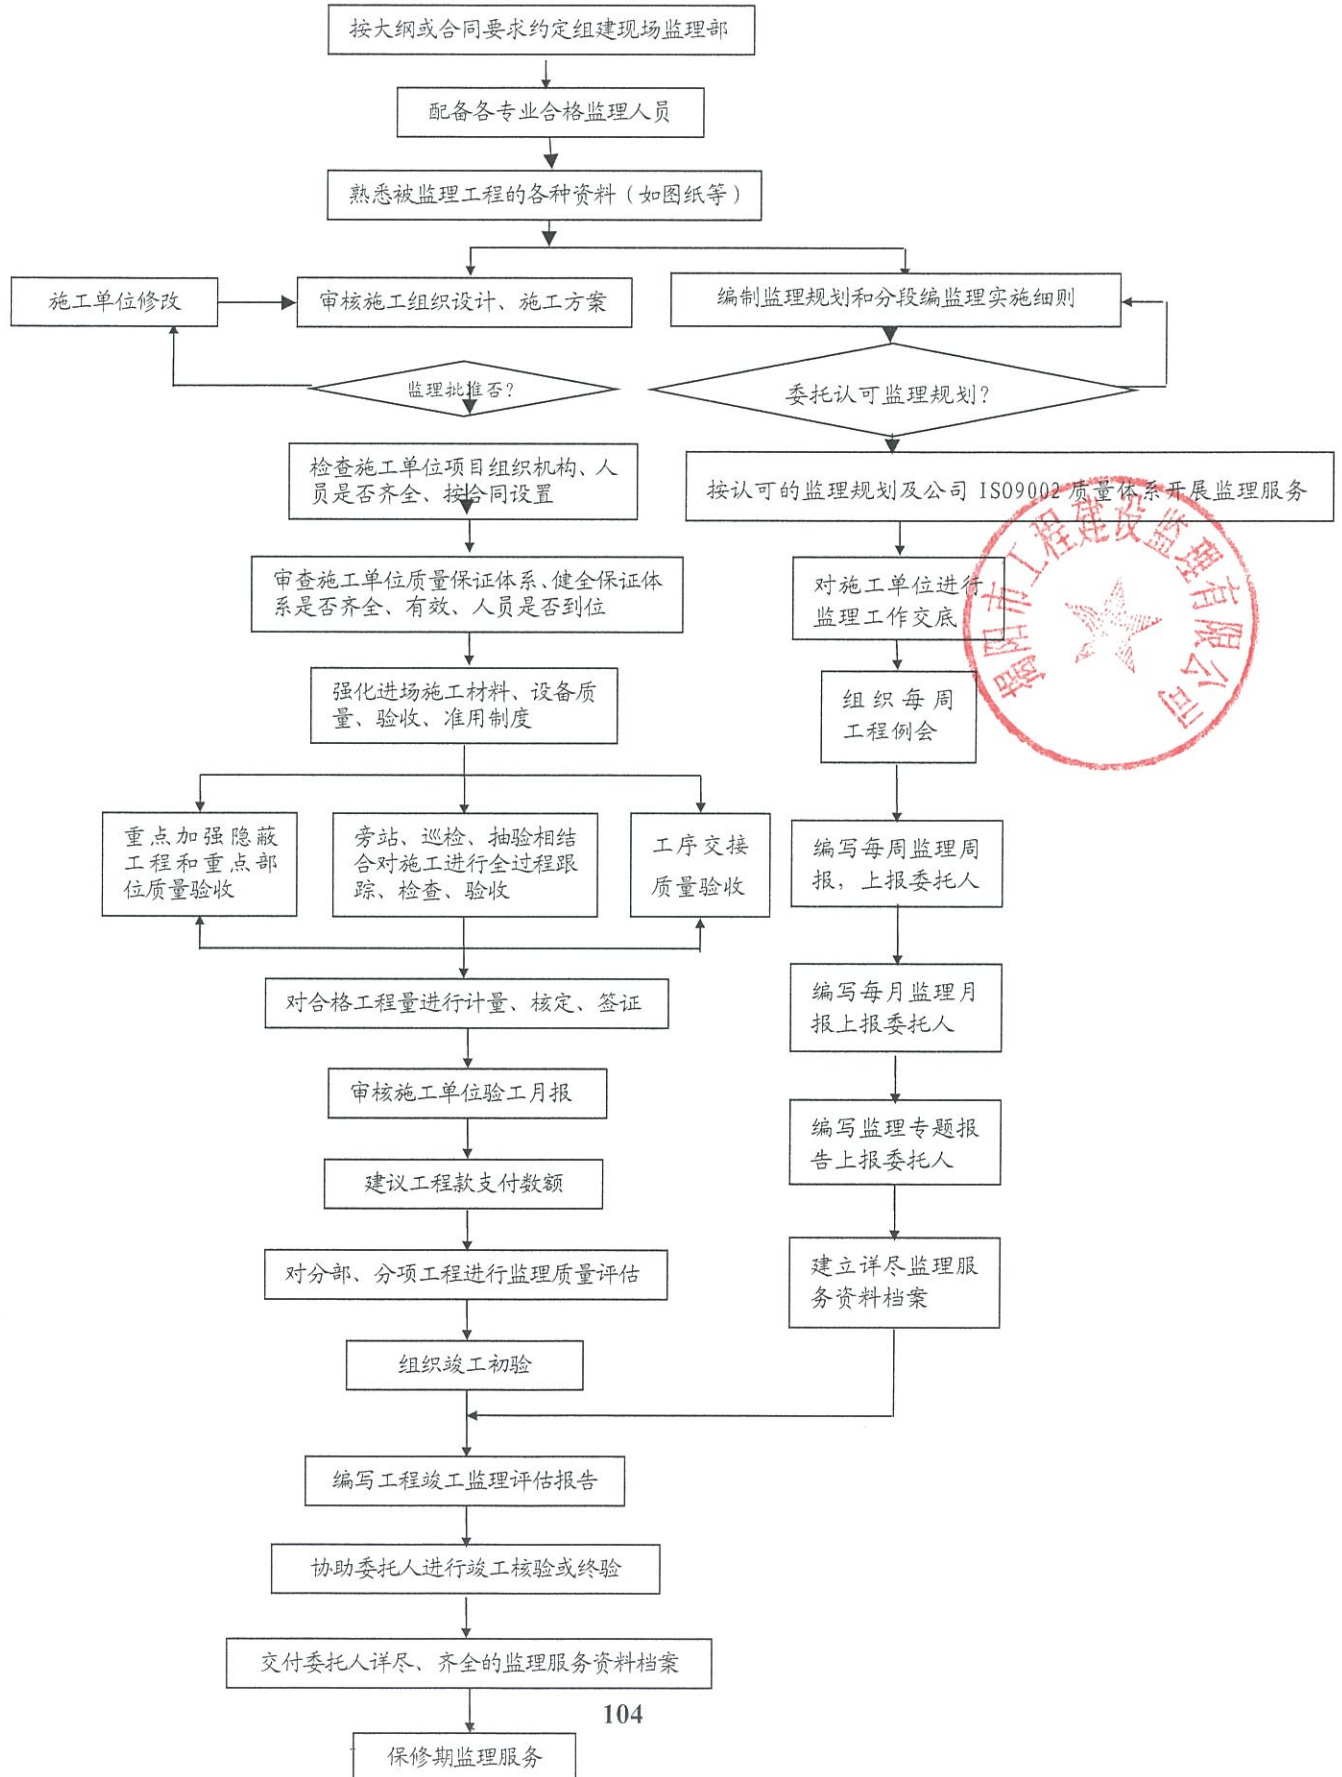 按大纲或合同要求约定组建现场监理部
配备各专业合格监理人员
熟悉被监理工程的各种资料（如图纸等）
施工单位修改
审核施工组织设计、施工方案
编制监理规划和分段编监理实施细则
监理批准否？
委托认可监理规划？
检查施工单位项目组织机构、人
员是否齐全、按合同设置
按认可的监理规划及公司 ISO9002 质量体系开展监理服务
审查施工单位质量保证体系、健全保证体
系是否齐全、有效、人员是否到位
对施工单位进行
监理工作交底
揭阳市工程建设监理有限公司
强化进场施工材料、设备质
量、验收、准用制度
组织每周
工程例会
重点加强隐蔽
工程和重点部
位质量验收
旁站、巡检、抽验相结
合对施工进行全过程跟
踪、检查、验收
工序交接
质量验收
编写每周监理周
报，上报委托人
对合格工程量进行计量、核定、签证
编写每月监理月
报上报委托人
审核施工单位验工月报
编写监理专题报
告上报委托人
建议工程款支付数额
对分部、分项工程进行监理质量评估
建立详尽监理服
务资料档案
组织竣工初验
编写工程竣工监理评估报告
协助委托人进行竣工核验或终验
交付委托人详尽、齐全的监理服务资料档案
104
保修期监理服务